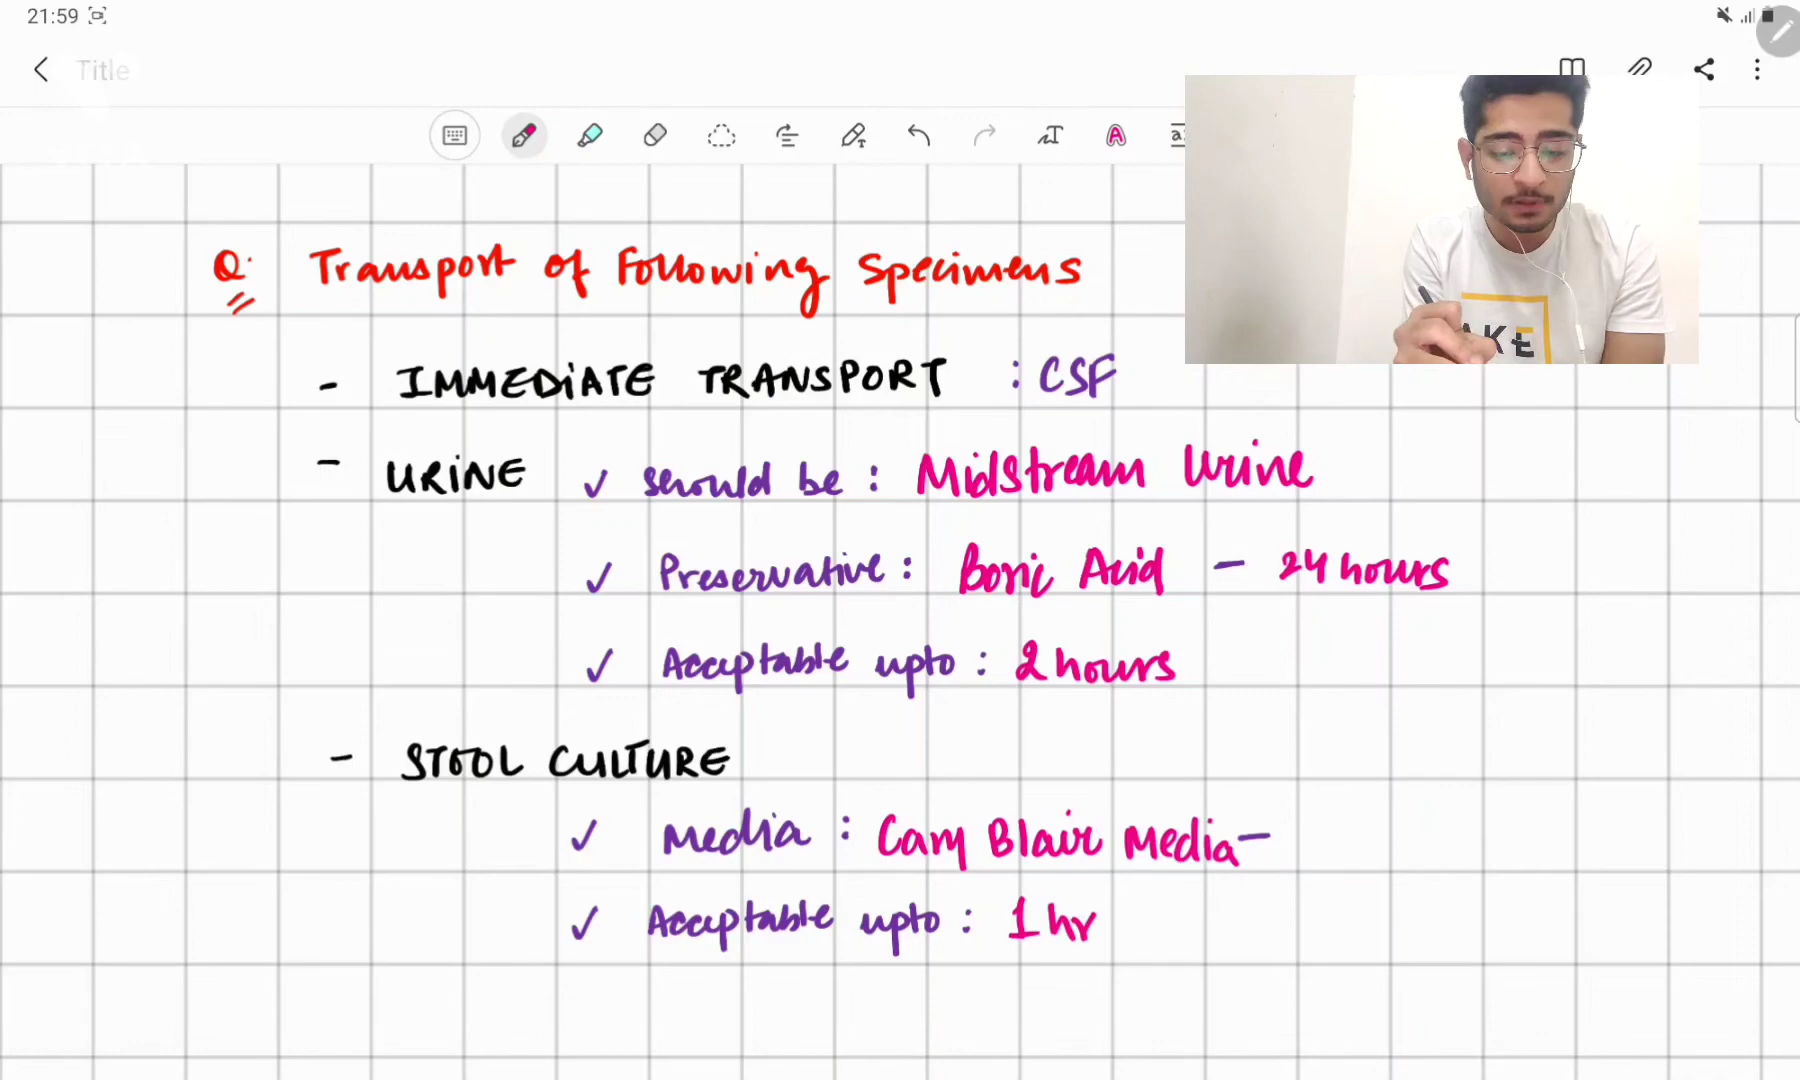 21:59
Title
Q. Transport of Following Specimens
- IMMEDiATE TRANSPORT : CSF
- URiNE ✓ should be : Midstream Urine
✓ Preservative : Boric Acid - 24 hours
✓ Acceptable upto : 2 hours
- STOOL CULTURE
✓ Media : Cary Blair Media -
✓ Acceptable upto : 1 hr